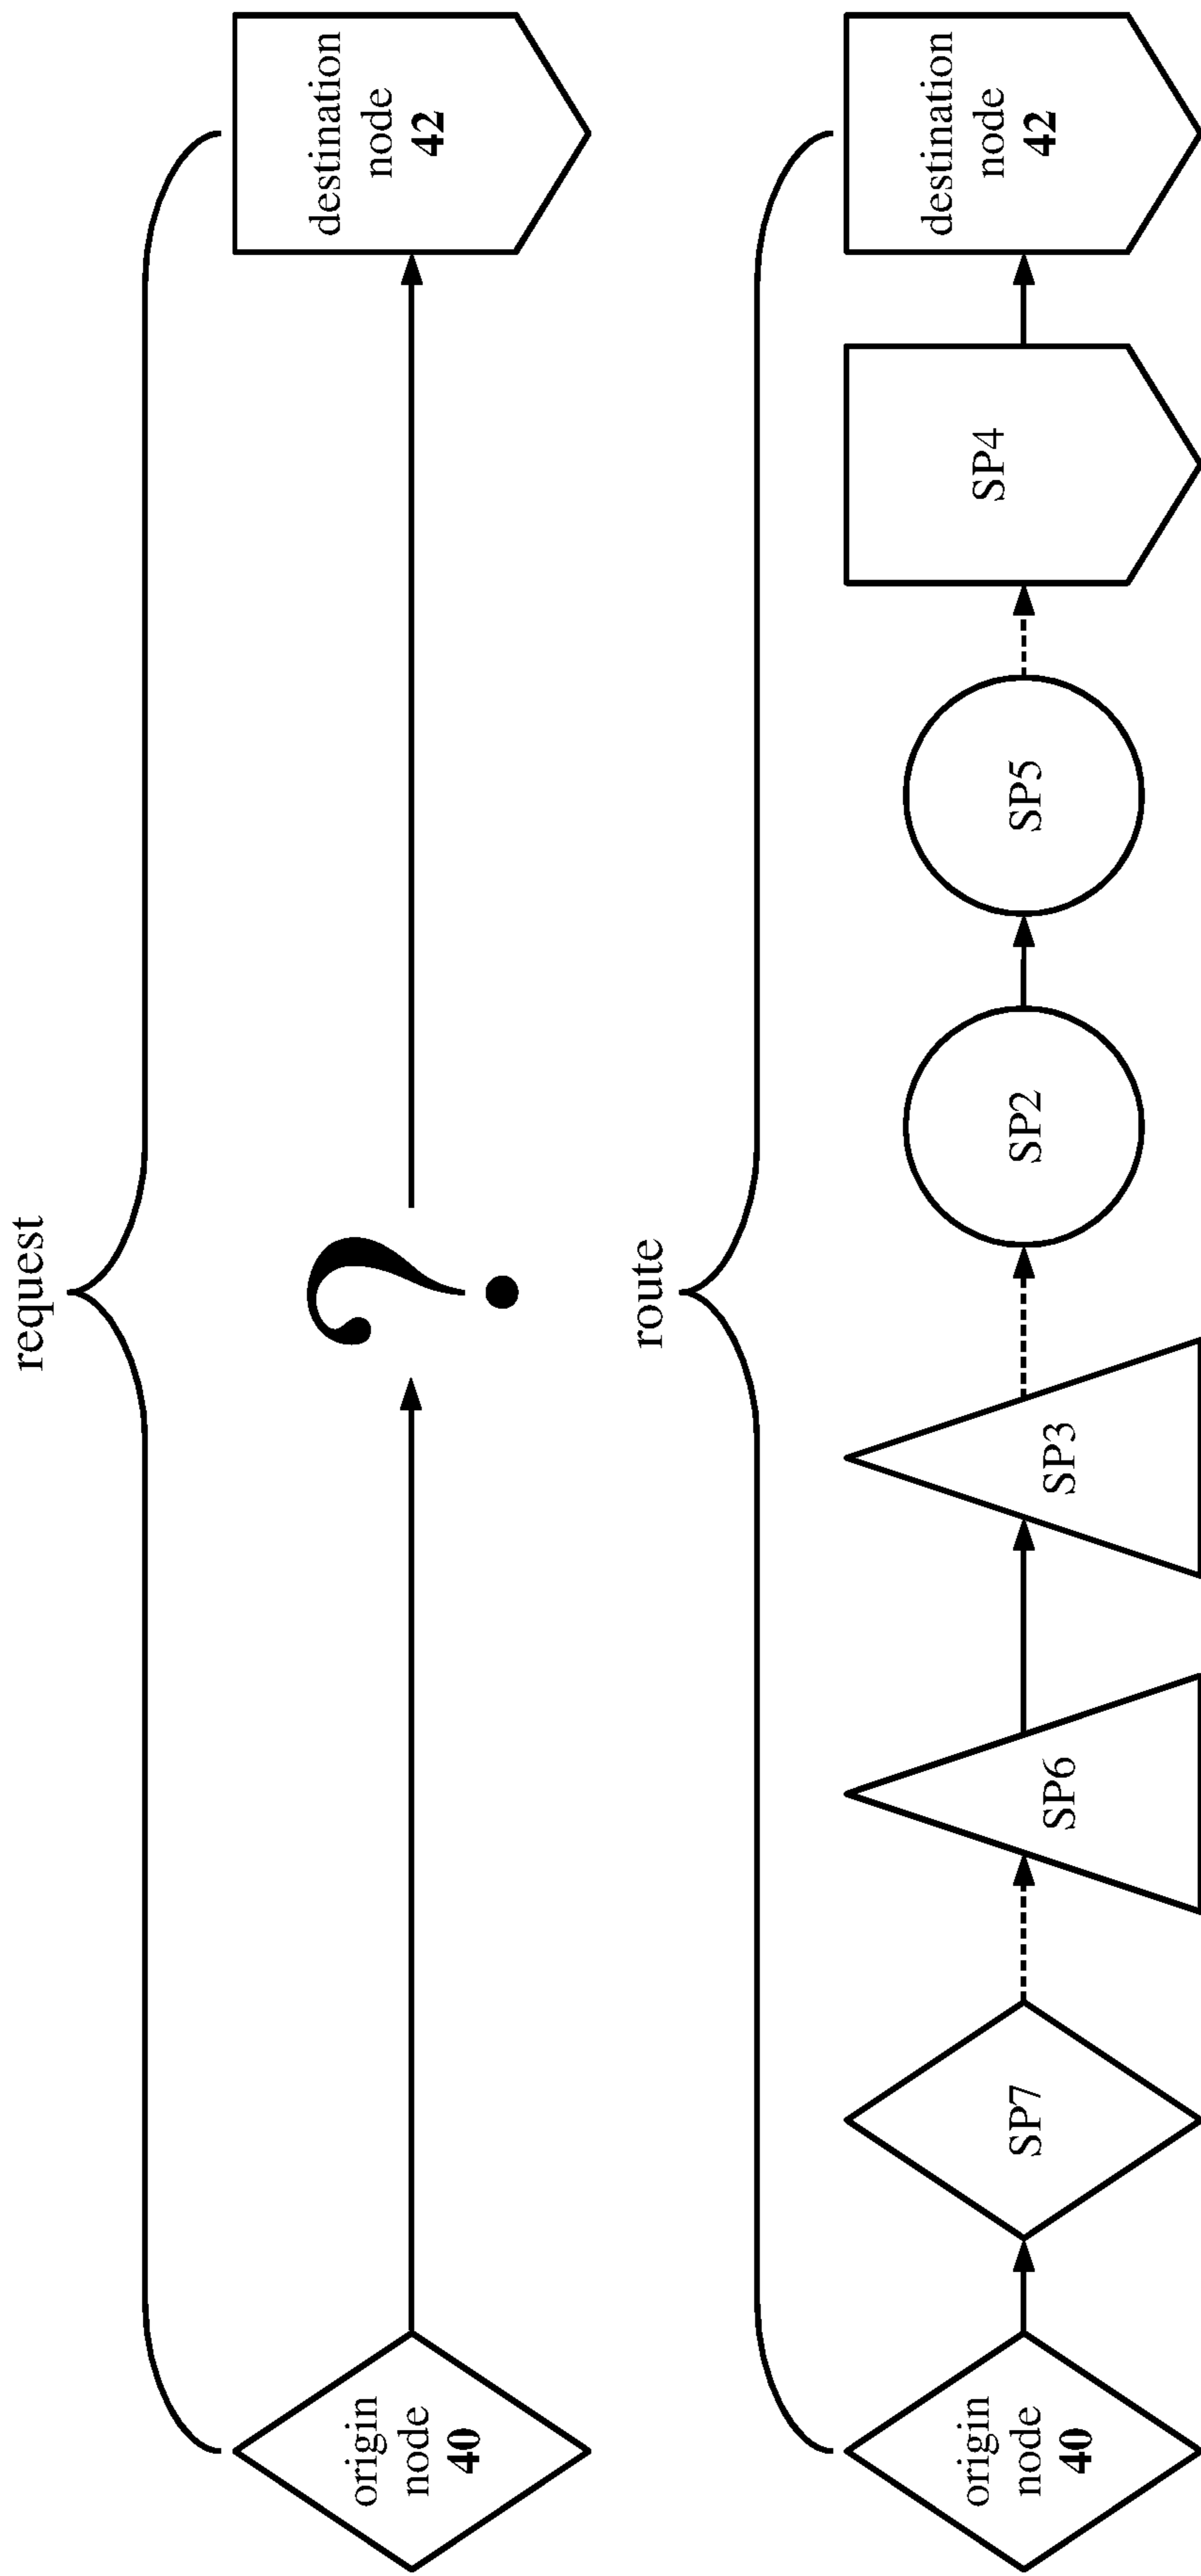 request
origin
node
40
?
destination
node
42
route
origin
node
40
SP7
SP6
SP3
SP2
SP5
SP4
destination
node
42